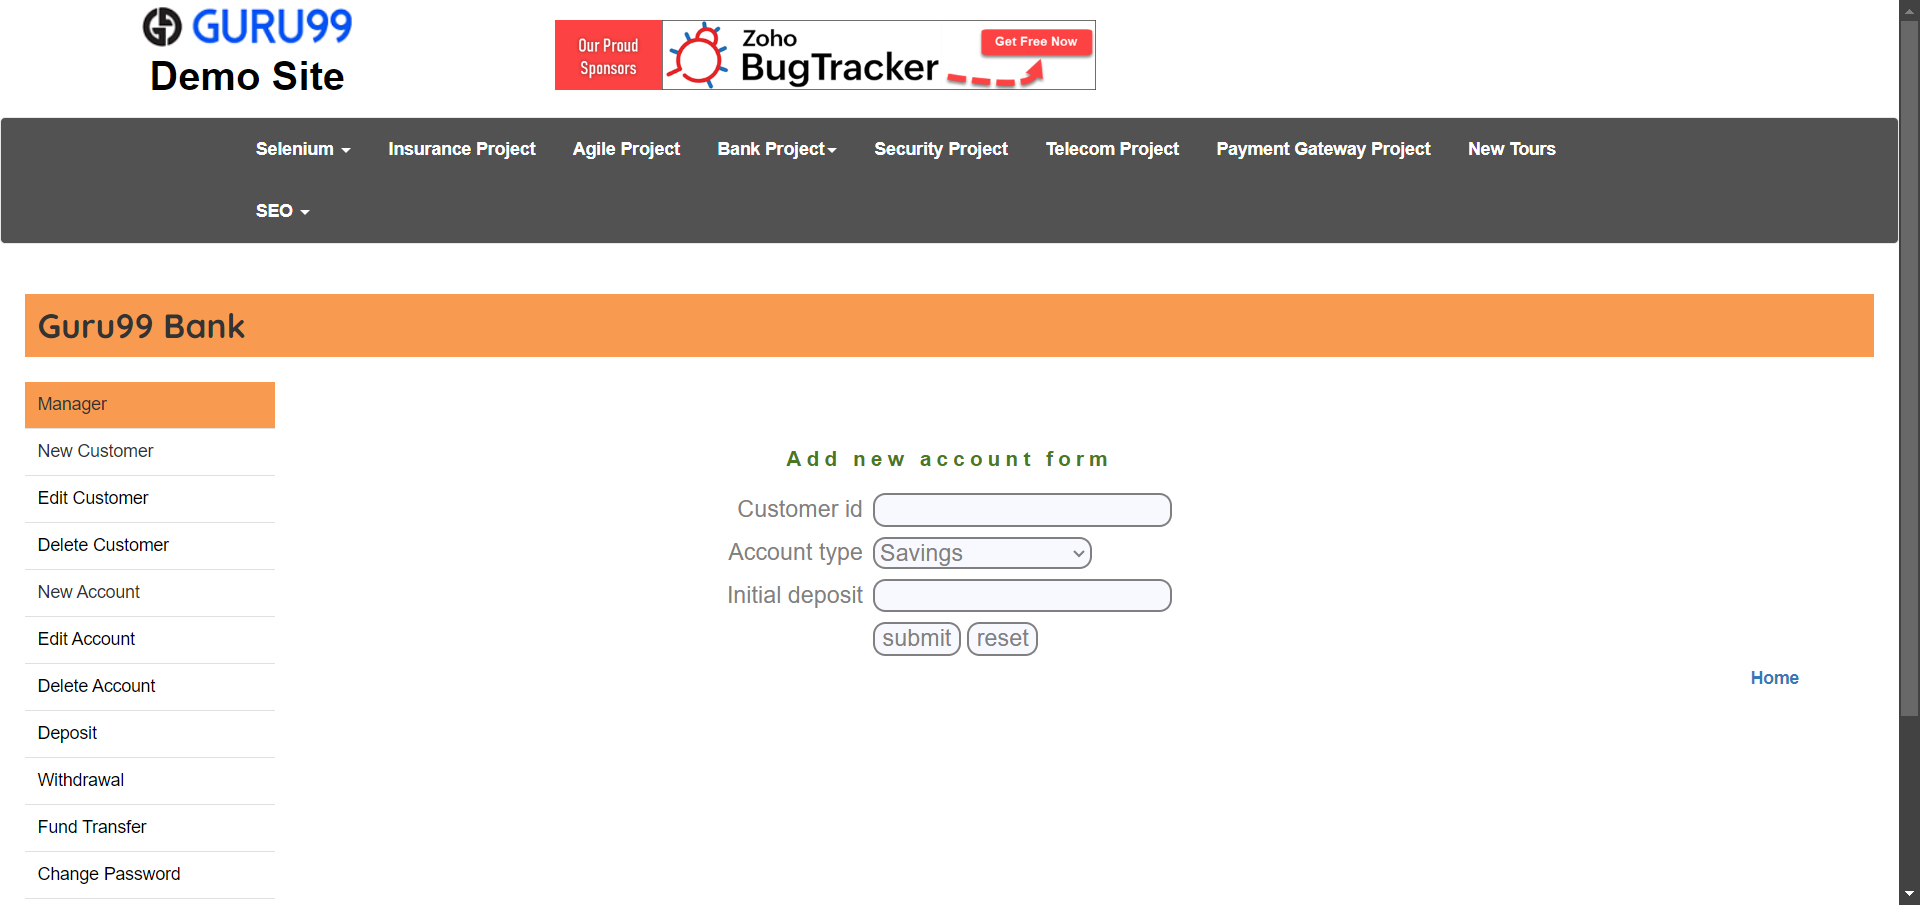 GURU99
Demo Site
Our Proud
Sponsors
Zoho
BugTracker
Get Free Now
Selenium
Insurance Project
Agile Project
Bank Project
Security Project
Telecom Project
Payment Gateway Project
New Tours
SEO
Guru99 Bank
Manager
New Customer
Edit Customer
Delete Customer
New Account
Edit Account
Delete Account
Deposit
Withdrawal
Fund Transfer
Change Password
Add new account form
Customer id
Account type Savings
Initial deposit
submit reset
Home